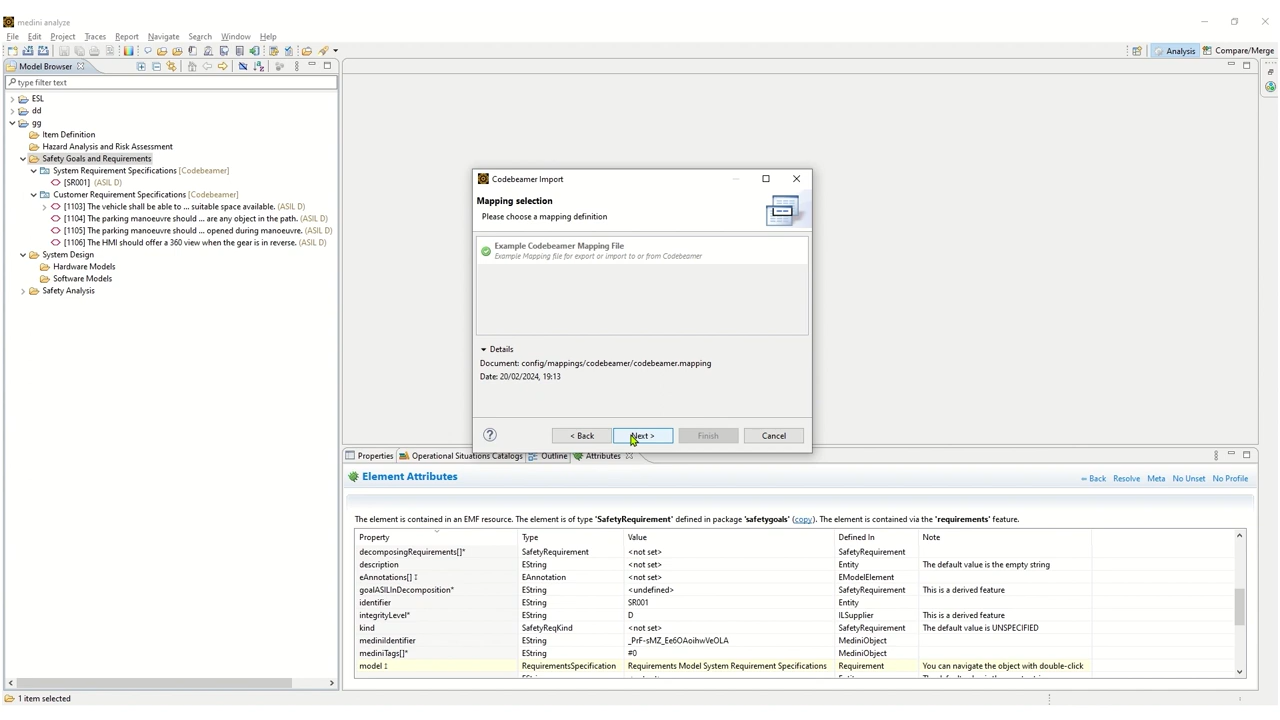 medini analyze
File Edit Project Traces Report Navigate Search Window Help
Analysis Compare/Merge
Model Browser
type filter text
ESL
dd
gg
Item Definition
Hazard Analysis and Risk Assessment
Safety Goals and Requirements
System Requirement Specifications [Codebeamer]
[SR001] (ASIL D)
Customer Requirement Specifications [Codebeamer]
[1103] The vehicle shall be able to ... suitable space available. (ASIL D)
[1104] The parking manoeuvre should ... are any object in the path. (ASIL D)
[1105] The parking manoeuvre should ... opened during manoeuvre. (ASIL D)
[1106] The HMI should offer a 360 view when the gear is in reverse. (ASIL D)
System Design
Hardware Models
Software Models
Safety Analysis
1 item selected
Codebeamer Import
Mapping selection
Please choose a mapping definition
Example Codebeamer Mapping File
Example Mapping file for export or import to or from Codebeamer
Details
Document: config/mappings/codebeamer/codebeamer.mapping
Date: 20/02/2024, 19:13
< Back Next > Finish Cancel
Properties Operational Situations Catalogs Outline Attributes
Element Attributes
Back Resolve Meta No Unset No Profile
The element is contained in an EMF resource. The element is of type 'SafetyRequirement' defined in package 'safetygoals' (copy). The element is contained via the 'requirements' feature.
Property Type Value Defined In Note
decomposingRequirements[]* SafetyRequirement <not set> SafetyRequirement
description EString <not set> Entity The default value is the empty string
eAnnotations[] EAnnotation <not set> EModelElement
goalASILInDecomposition* EString <undefined> SafetyRequirement This is a derived feature
identifier EString SR001 Entity
integrityLevel* EString D ILSupplier This is a derived feature
kind SafetyReqKind <not set> SafetyRequirement The default value is UNSPECIFIED
mediniIdentifier EString _PrF-sMZ_Ee6OAoihwVeOLA MediniObject
mediniTags[]* EString #0 MediniObject
model RequirementsSpecification Requirements Model System Requirement Specifications Requirement You can navigate the object with double-click